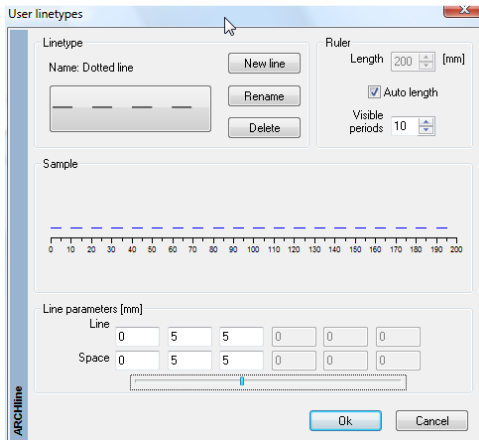 User linetypes
Linetype
Name: Dotted line
New line
Rename
Delete
Ruler
Length 200 [mm]
Auto length
Visible periods 10
Sample
0 10 20 30 40 50 60 70 80 90 100 110 120 130 140 150 160 170 180 190 200
Line parameters [mm]
Line 0 5 5 0 0 0
Space 0 5 5 0 0 0
ARCHline
Ok Cancel